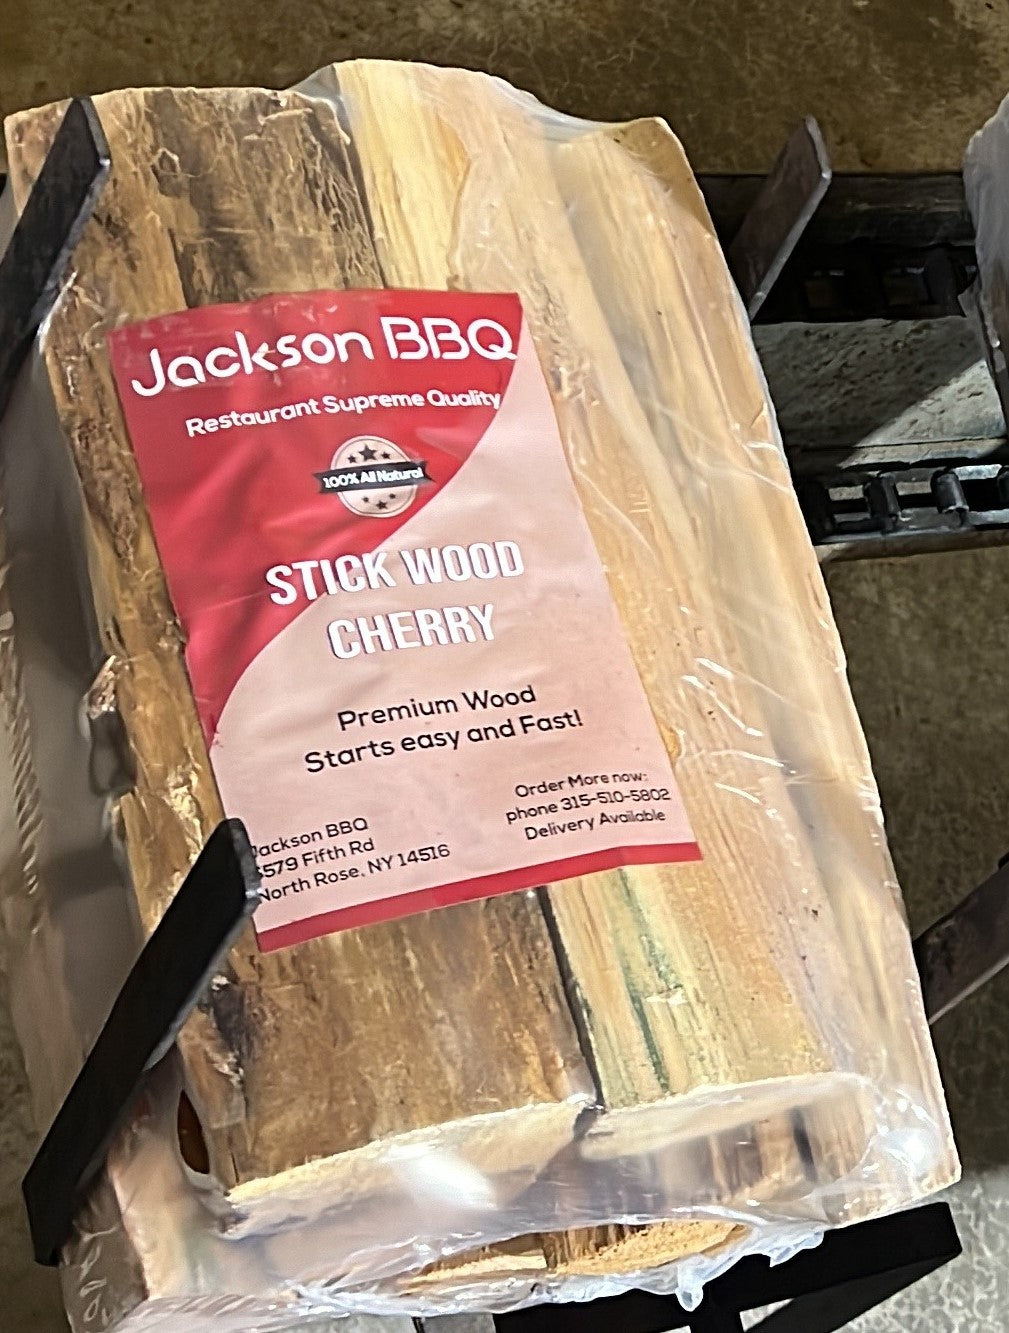 Jackson BBQ
Restaurant Supreme Quality
100% All Natural
STICK WOOD
CHERRY
Premium Wood
Starts easy and Fast!
Order More now:
phone 315-510-5802
Delivery Available
Jackson BBQ
Fifth Rd
North Rose, NY 14516